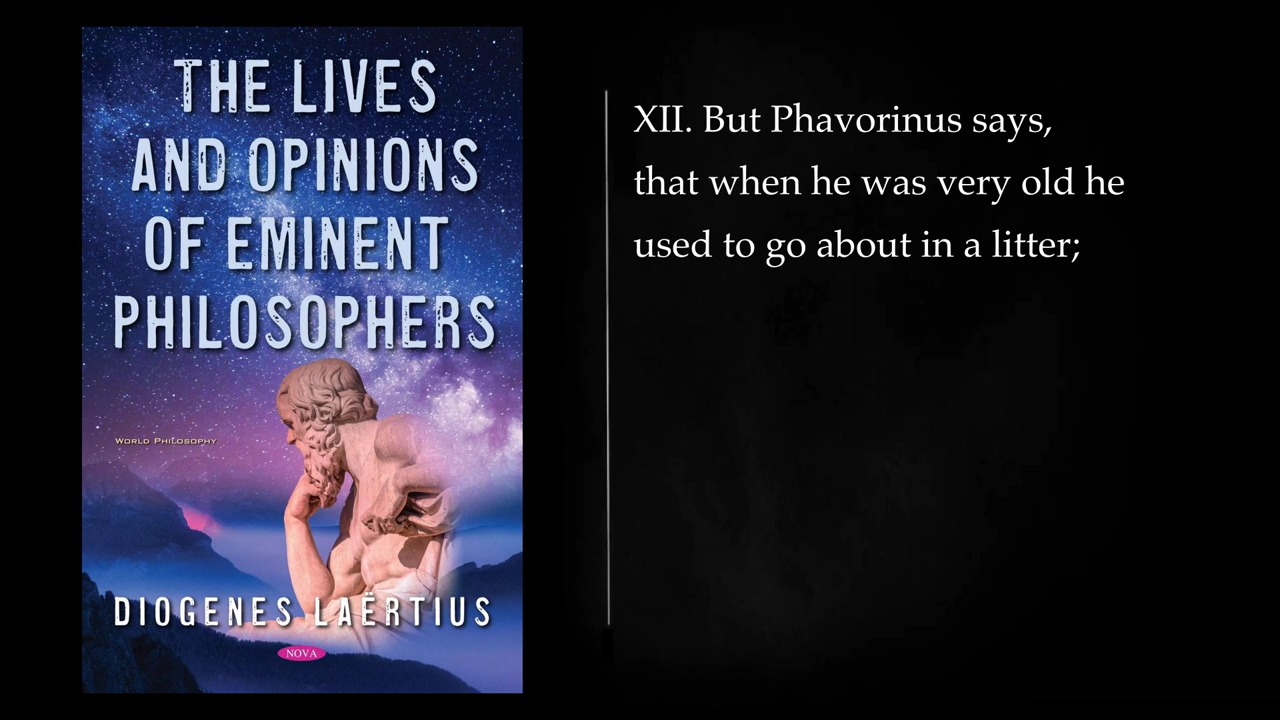 THE LIVES
AND OPINIONS
OF EMINENT
PHILOSOPHERS
WORLD PHILOSOPHY
DIOGENES LAËRTIUS
NOVA
XII. But Phavorinus says,
that when he was very old he
used to go about in a litter;